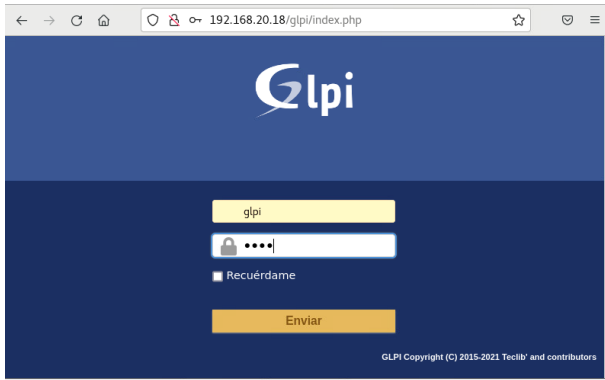 192.168.20.18/glpi/index.php
Glpi
glpi
••••
Recuérdame
Enviar
GLPI Copyright (C) 2015-2021 Teclib' and contributors